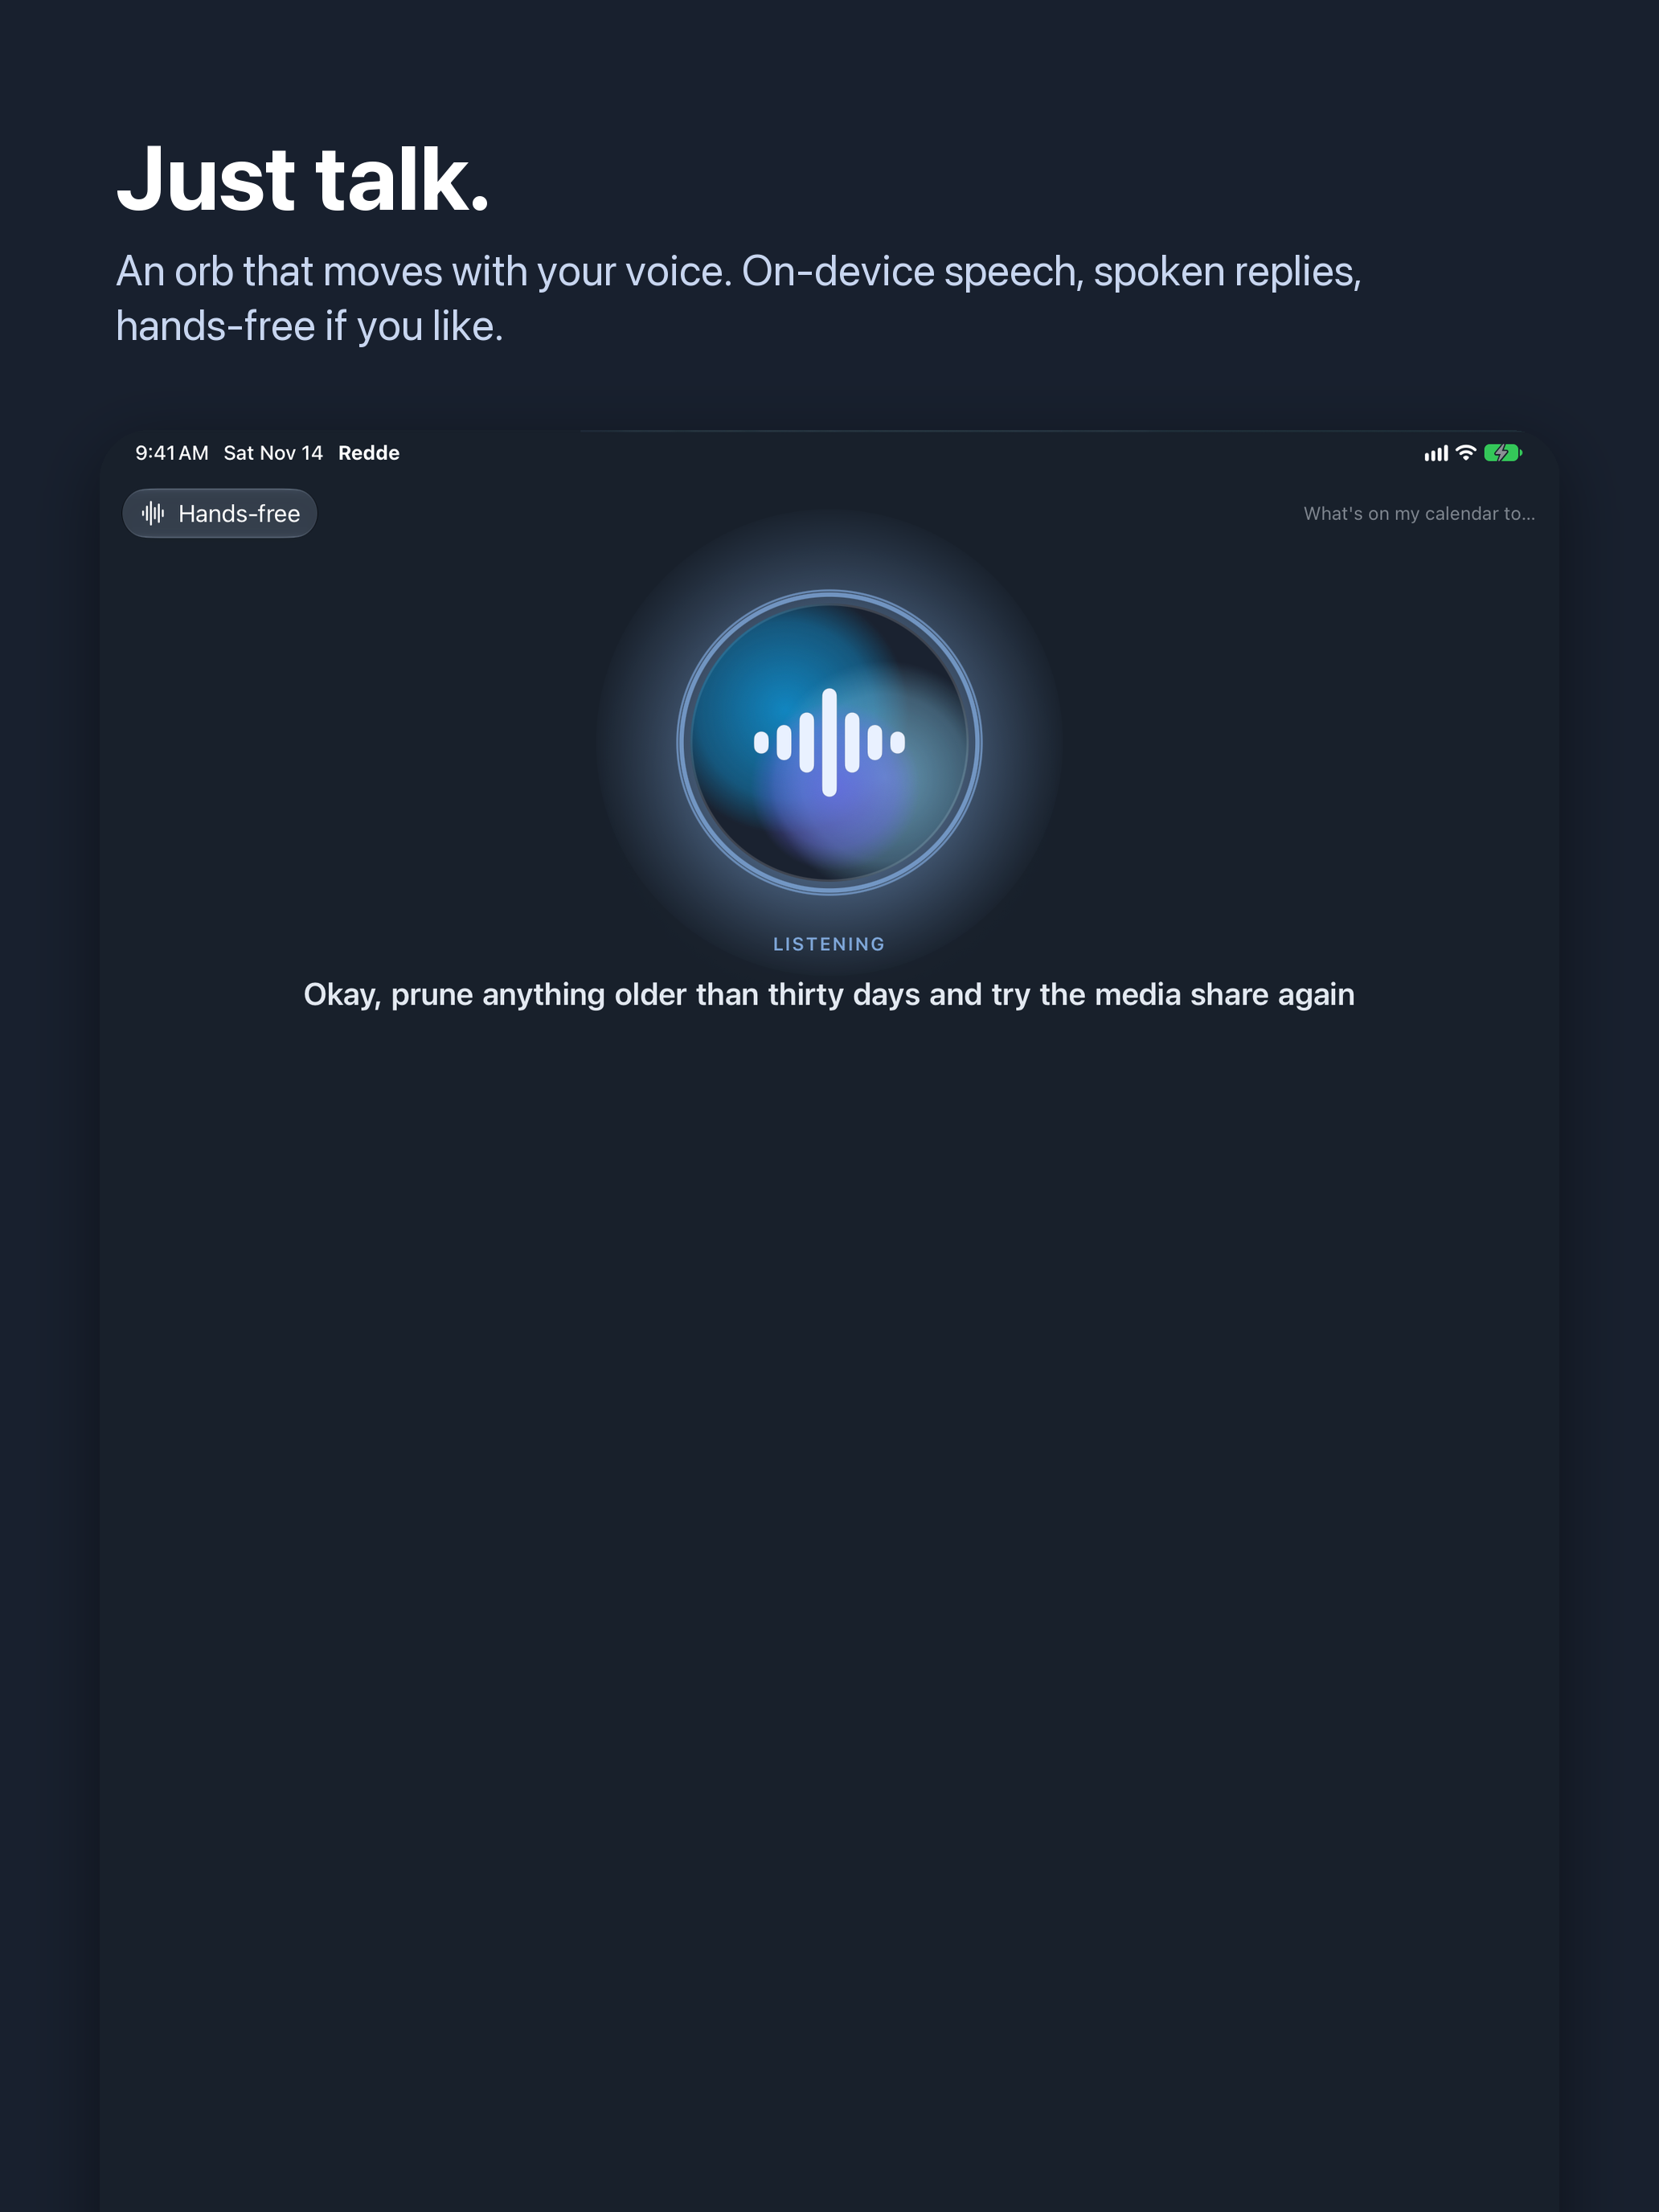 Just talk.
An orb that moves with your voice. On-device speech, spoken replies,
hands-free if you like.
9:41 AM Sat Nov 14 Redde
Hands-free
What's on my calendar to...
LISTENING
Okay, prune anything older than thirty days and try the media share again